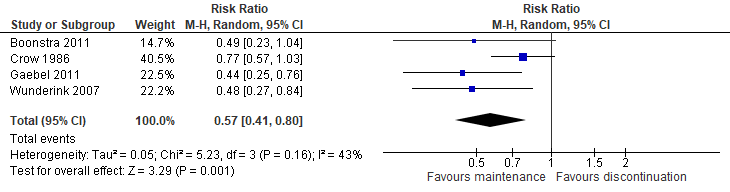 Risk Ratio Risk Ratio
Study or Subgroup Weight M-H, Random, 95% CI M-H, Random, 95% CI
Boonstra 2011 14.7% 0.49 [0.23, 1.04]
Crow 1986 40.5% 0.77 [0.57, 1.03]
Gaebel 2011 22.5% 0.44 [0.25, 0.76]
Wunderink 2007 22.2% 0.48 [0.27, 0.84]
Total (95% CI) 100.0% 0.57 [0.41, 0.80]
Total events
Heterogeneity: Tau² = 0.05; Chi² = 5.23, df = 3 (P = 0.16); I² = 43%
Test for overall effect: Z = 3.29 (P = 0.001)
0.5 0.7 1 1.5 2
Favours maintenance Favours discontinuation